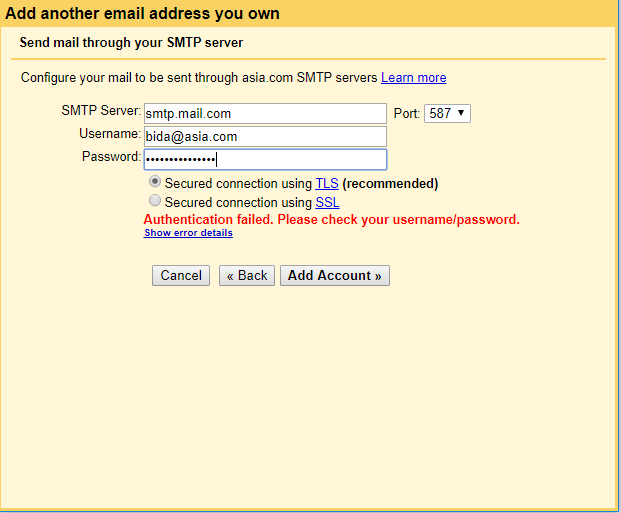 Add another email address you own
Send mail through your SMTP server
Configure your mail to be sent through asia.com SMTP servers Learn more
SMTP Server: smtp.mail.com Port: 587
Username: bida@asia.com
Password: •••••••••••••••
Secured connection using TLS (recommended)
Secured connection using SSL
Authentication failed. Please check your username/password.
Show error details
Cancel « Back Add Account »